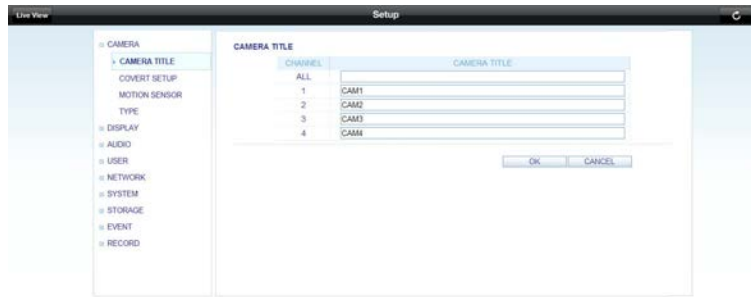 Live View
Setup
CAMERA
CAMERA TITLE
COVERT SETUP
MOTION SENSOR
TYPE
DISPLAY
AUDIO
USER
NETWORK
SYSTEM
STORAGE
EVENT
RECORD
CAMERA TITLE
CHANNEL CAMERA TITLE
ALL
1 CAM1
2 CAM2
3 CAM3
4 CAM4
OK CANCEL